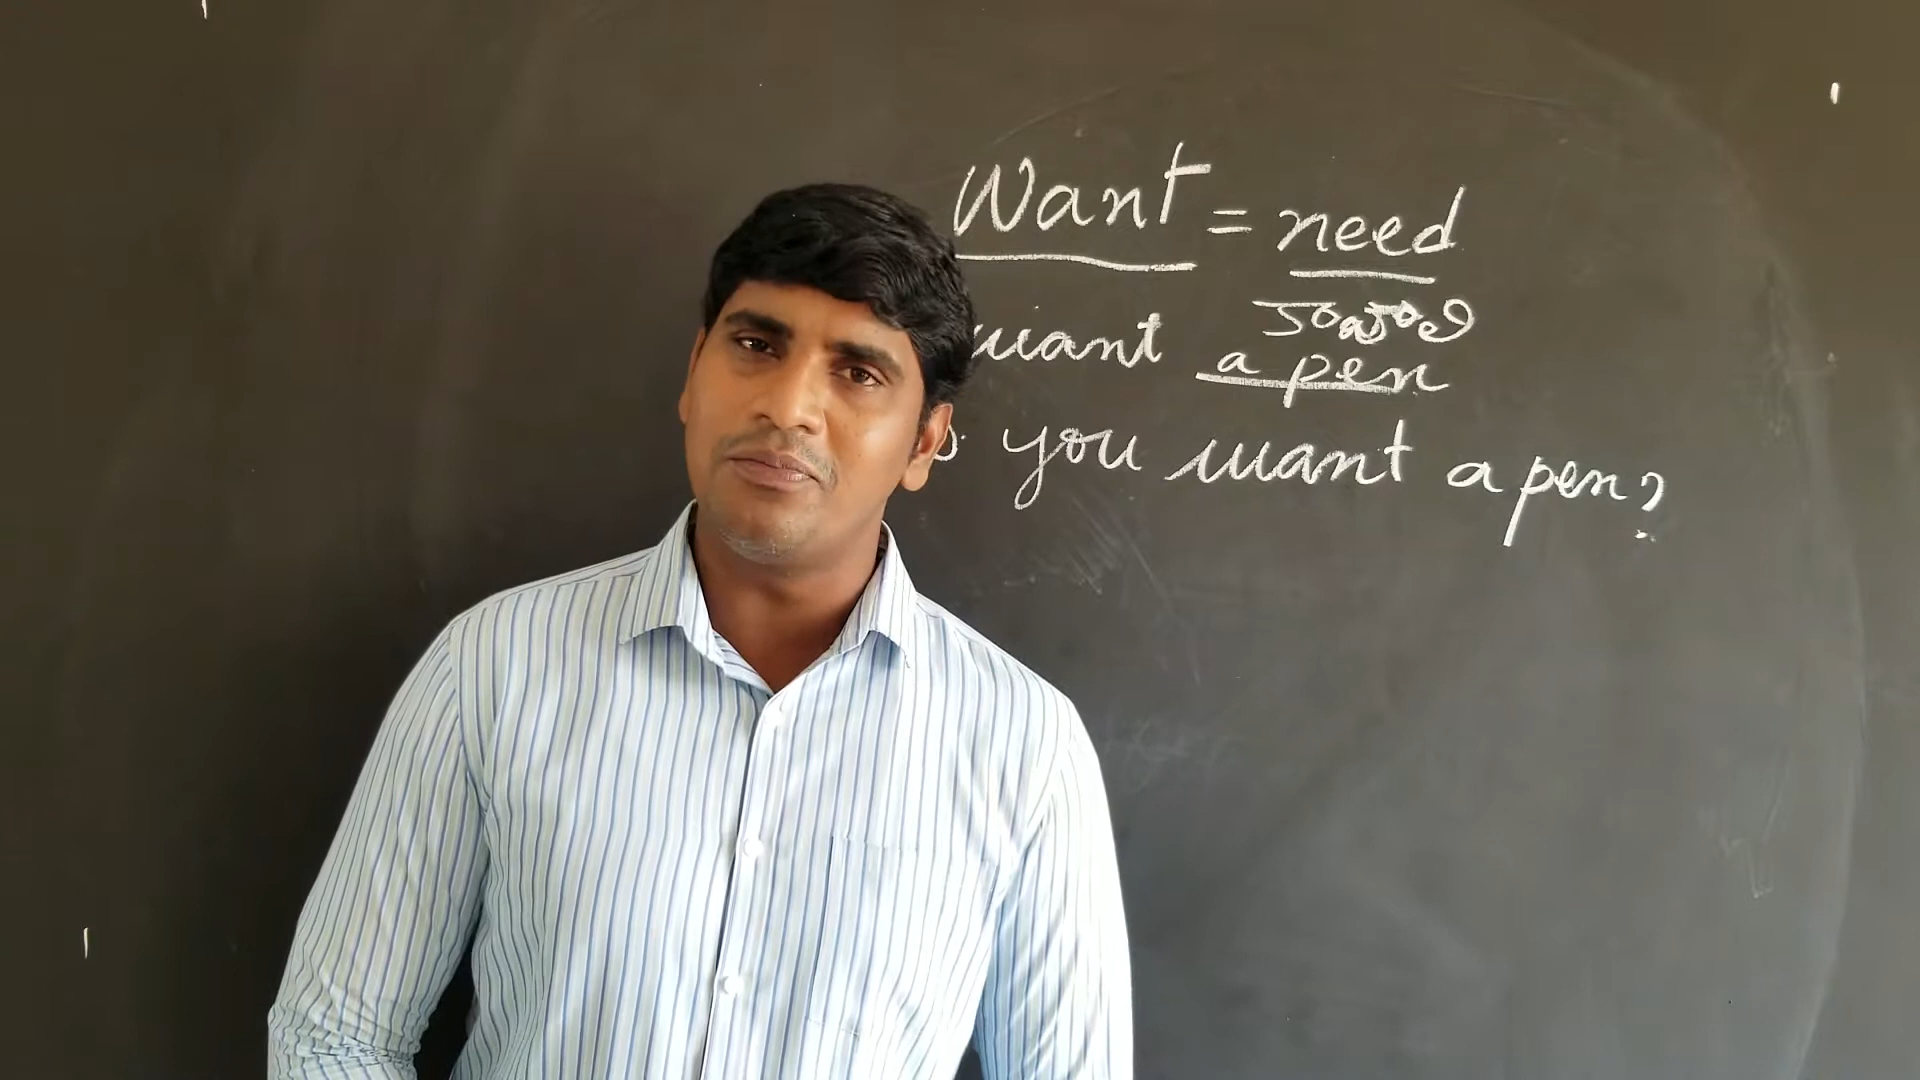 Want = need
కావాలి
want a pen
you want a pen?